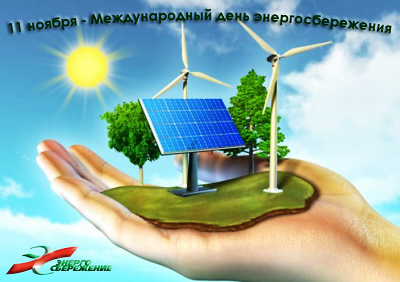 11 ноября - Международный день энергосбережения
ЭНЕРГО
СБЕРЕЖЕНИЕ